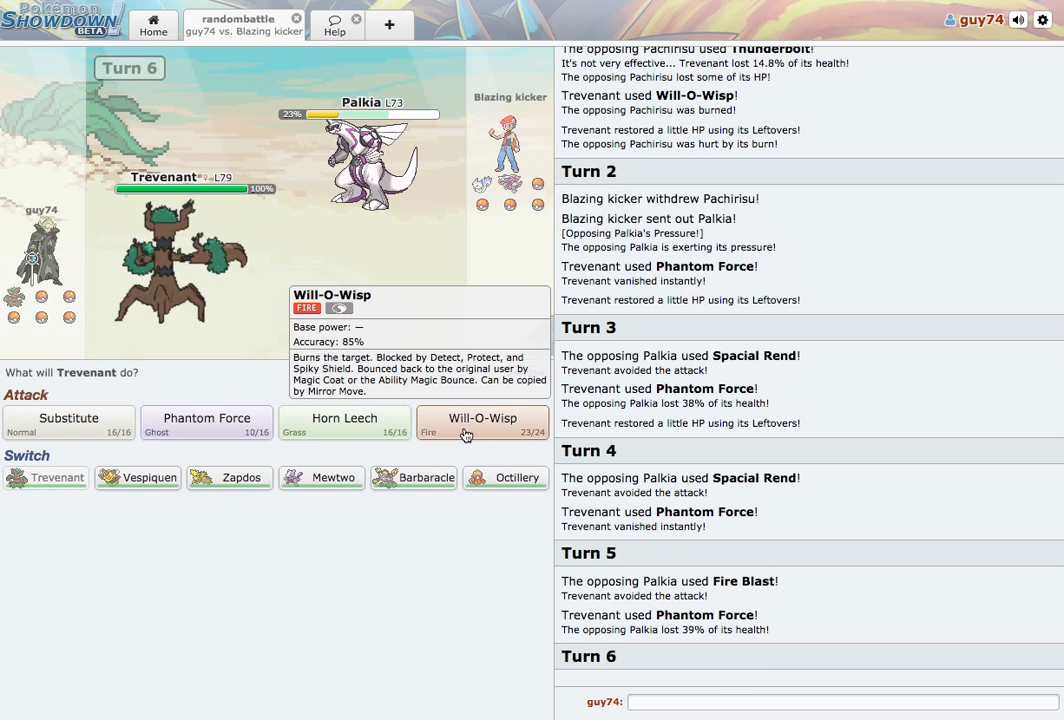 Pokémon
SHOWDOWN!
BETA
Home
randombattle
guy74 vs. Blazing kicker
Help
guy74
Turn 6
Palkia L73
23%
Blazing kicker
Trevenant♀ L79
100%
guy74
Will-O-Wisp
FIRE
Base power: —
Accuracy: 85%
Burns the target. Blocked by Detect, Protect, and
Spiky Shield. Bounced back to the original user by
Magic Coat or the Ability Magic Bounce. Can be copied
by Mirror Move.
What will Trevenant do?
Attack
Substitute
Normal 16/16
Phantom Force
Ghost 10/16
Horn Leech
Grass 16/16
Will-O-Wisp
Fire 23/24
Switch
Trevenant
Vespiquen
Zapdos
Mewtwo
Barbaracle
Octillery
The opposing Pachirisu used Thunderbolt!
It's not very effective... Trevenant lost 14.8% of its health!
The opposing Pachirisu lost some of its HP!
Trevenant used Will-O-Wisp!
The opposing Pachirisu was burned!
Trevenant restored a little HP using its Leftovers!
The opposing Pachirisu was hurt by its burn!
Turn 2
Blazing kicker withdrew Pachirisu!
Blazing kicker sent out Palkia!
[Opposing Palkia's Pressure!]
The opposing Palkia is exerting its pressure!
Trevenant used Phantom Force!
Trevenant vanished instantly!
Trevenant restored a little HP using its Leftovers!
Turn 3
The opposing Palkia used Spacial Rend!
Trevenant avoided the attack!
Trevenant used Phantom Force!
The opposing Palkia lost 38% of its health!
Trevenant restored a little HP using its Leftovers!
Turn 4
The opposing Palkia used Spacial Rend!
Trevenant avoided the attack!
Trevenant used Phantom Force!
Trevenant vanished instantly!
Turn 5
The opposing Palkia used Fire Blast!
Trevenant avoided the attack!
Trevenant used Phantom Force!
The opposing Palkia lost 39% of its health!
Turn 6
guy74: